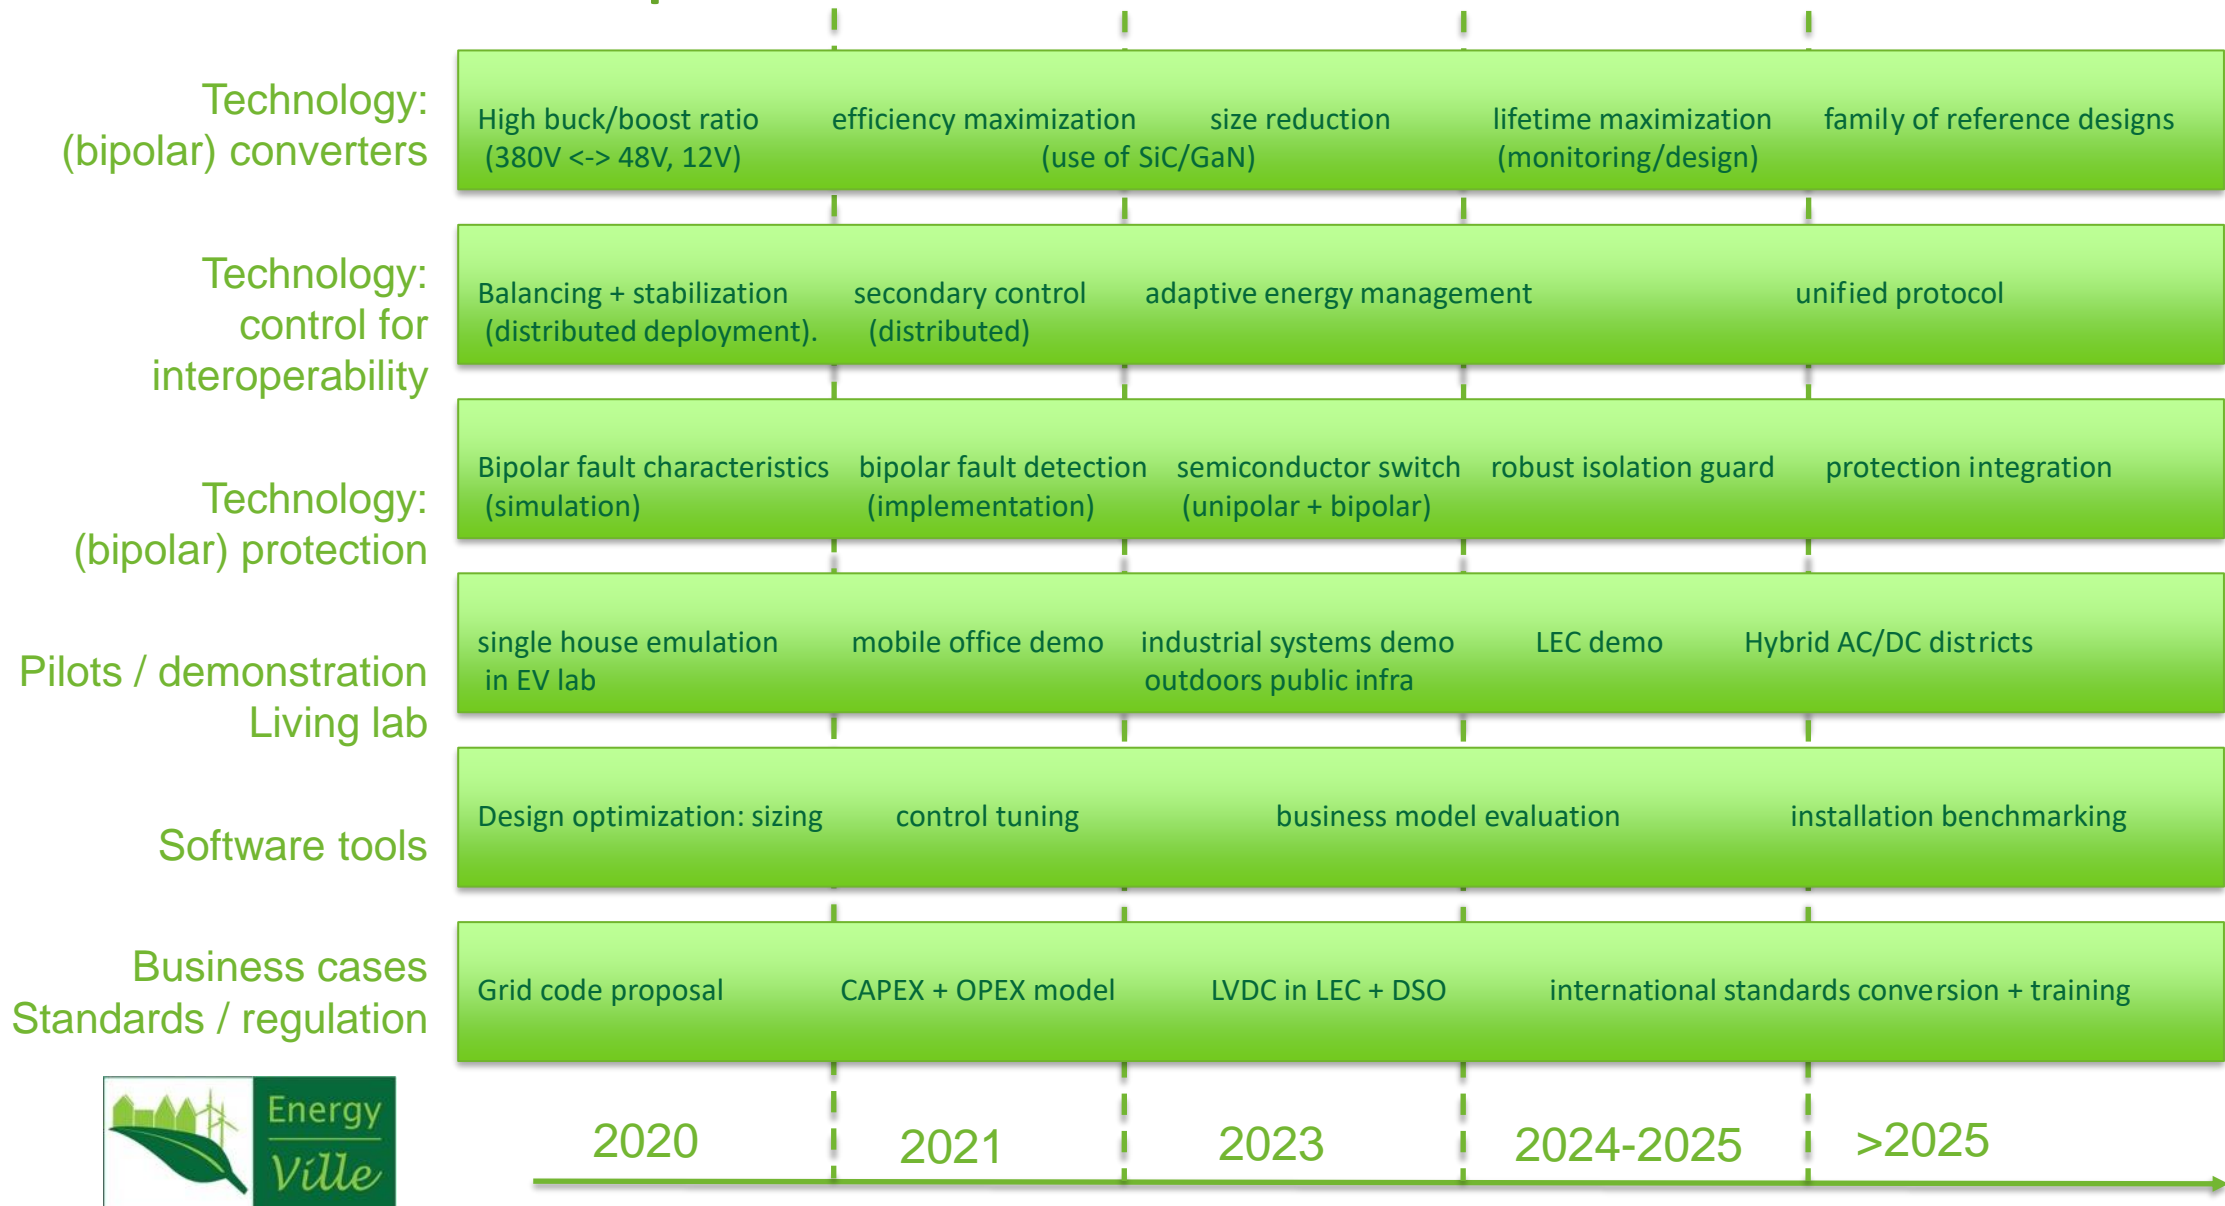 Technology:
(bipolar) converters
High buck/boost ratio efficiency maximization size reduction lifetime maximization family of reference designs
(380V <-> 48V, 12V) (use of SiC/GaN) (monitoring/design)
Technology:
control for
interoperability
Balancing + stabilization secondary control adaptive energy management unified protocol
(distributed deployment). (distributed)
Technology:
(bipolar) protection
Bipolar fault characteristics bipolar fault detection semiconductor switch robust isolation guard protection integration
(simulation) (implementation) (unipolar + bipolar)
Pilots / demonstration
Living lab
single house emulation mobile office demo industrial systems demo LEC demo Hybrid AC/DC districts
in EV lab outdoors public infra
Software tools
Design optimization: sizing control tuning business model evaluation installation benchmarking
Business cases
Standards / regulation
Grid code proposal CAPEX + OPEX model LVDC in LEC + DSO international standards conversion + training
Energy
Ville
2020 2021 2023 2024-2025 >2025